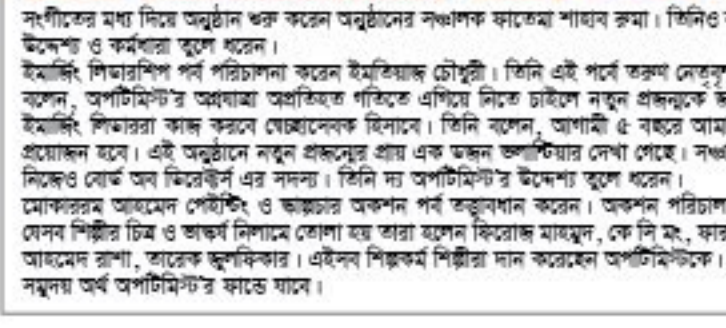 সংগীতের মধ্য দিয়ে অনুষ্ঠান শুরু করেন অনুষ্ঠানের সঞ্চালক ফাতেমা শাহাব রুমা। তিনিও
উদ্দেশ্য ও কর্মধারা তুলে ধরেন।
ইমার্জিং লিডারশিপ পর্ব পরিচালনা করেন ইমতিয়াজ চৌধুরী। তিনি এই পর্বে তরুণ
বলেন, অপটিমিস্ট'র অগ্রযাত্রা অপ্রতিহত গতিতে এগিয়ে নিতে চাইলে নতুন প্রজন্মকে
ইমার্জিং লিডাররা কাজ করবে স্বেচ্ছাসেবক হিসাবে। তিনি বলেন, আগামী ৫ বছরে
প্রয়োজন হবে। এই অনুষ্ঠানে নতুন প্রজন্মের প্রায় এক ডজন ভলান্টিয়ার দেখা গেছে।
নিজেও বোর্ড অব ডিরেক্টর্স এর সদস্য। তিনি দ্য অপটিমিস্ট'র উদ্দেশ্য তুলে ধরেন।
মোকাররম আহমেদ পেইন্টিং ও ভাস্কচার অকশন পর্ব তত্ত্বাবধান করেন। অকশন
যেসব শিল্পীর চিত্র ও ভাস্কর্য নিলামে তোলা হয় তারা হলেন ফিরোজ মাহমুদ, কে সি মং,
আহমেদ রাশা, তারেক জুলফিকার। এইসব শিল্পকর্ম শিল্পীরা দান করেছেন অপটিমিস্টকে।
সমুদয় অর্থ অপটিমিস্ট'র ফান্ডে যাবে।